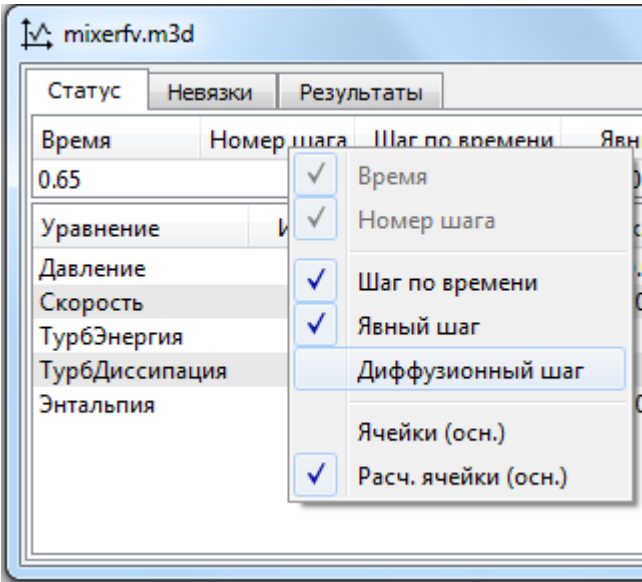 mixerfv.m3d
Статус Невязки Результаты
Время Номер шага Шаг по времени
0.65
Время
Номер шага
Шаг по времени
Явный шаг
Диффузионный шаг
Ячейки (осн.)
Расч. ячейки (осн.)
Уравнение
Давление
Скорость
ТурбЭнергия
ТурбДиссипация
Энтальпия